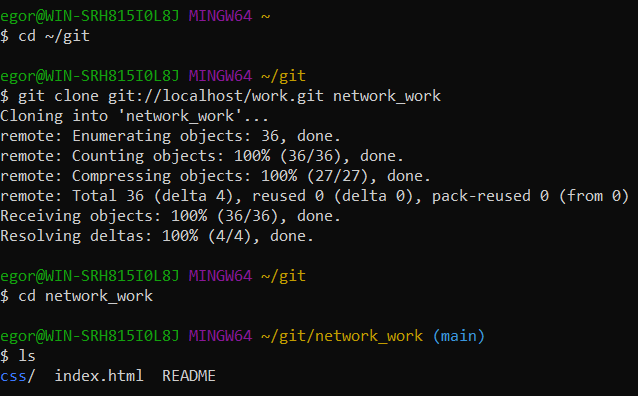 egor@WIN-SRH815I0L8J MINGW64 ~
$ cd ~/git
egor@WIN-SRH815I0L8J MINGW64 ~/git
$ git clone git://localhost/work.git network_work
Cloning into 'network_work'...
remote: Enumerating objects: 36, done.
remote: Counting objects: 100% (36/36), done.
remote: Compressing objects: 100% (27/27), done.
remote: Total 36 (delta 4), reused 0 (delta 0), pack-reused 0 (from 0)
Receiving objects: 100% (36/36), done.
Resolving deltas: 100% (4/4), done.
egor@WIN-SRH815I0L8J MINGW64 ~/git
$ cd network_work
egor@WIN-SRH815I0L8J MINGW64 ~/git/network_work (main)
$ ls
css/  index.html  README